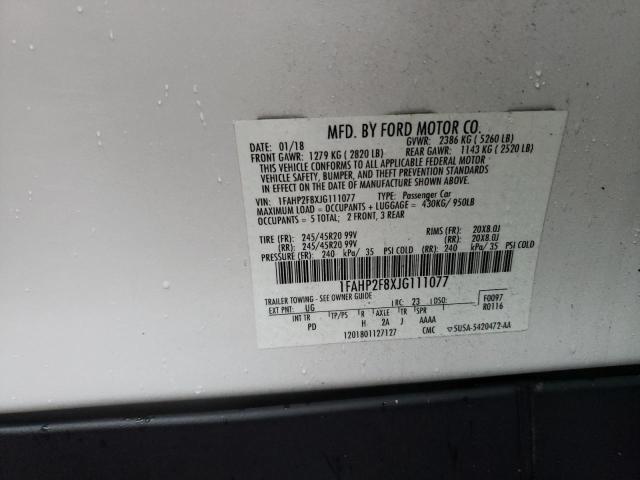 MFD. BY FORD MOTOR CO.
DATE: 01/18 GVWR: 2386 KG ( 5260 LB)
FRONT GAWR: 1279 KG ( 2820 LB) REAR GAWR: 1143 KG ( 2520 LB)
THIS VEHICLE CONFORMS TO ALL APPLICABLE FEDERAL MOTOR
VEHICLE SAFETY, BUMPER, AND THEFT PREVENTION STANDARDS
IN EFFECT ON THE DATE OF MANUFACTURE SHOWN ABOVE.
VIN: 1FAHP2F8XJG111077 TYPE: Passenger Car
MAXIMUM LOAD = OCCUPANTS + LUGGAGE = 430KG/ 950LB
OCCUPANTS = 5 TOTAL; 2 FRONT, 3 REAR
TIRE (FR): 245/45R20 99V RIMS (FR): 20X8.0J
(RR): 245/45R20 99V (RR): 20X8.0J
PRESSURE (FR): 240 kPa/ 35 PSI COLD (RR): 240 kPa/ 35 PSI COLD
1FAHP2F8XJG111077
TRAILER TOWING - SEE OWNER GUIDE
EXT PNT: UG RC: 23 DSO: F0097
INT TR TP/PS R AXLE TR SPR R0116
PD H 2A J AAAA
1201801127127 CMC 5USA-5420472-AA